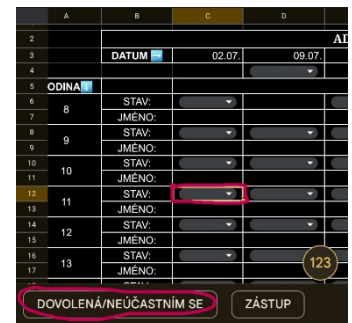 A B C D
2 AD
3 DATUM ➡ 02.07. 09.07.
4
5 ODINA⬇
6 8 STAV:
7 JMÉNO:
8 9 STAV:
9 JMÉNO:
10 10 STAV:
11 JMÉNO:
12 11 STAV:
13 JMÉNO:
14 12 STAV:
15 JMÉNO:
16 13 STAV:
17 JMÉNO:
123
DOVOLENÁ/NEÚČASTNÍM SE ZÁSTUP